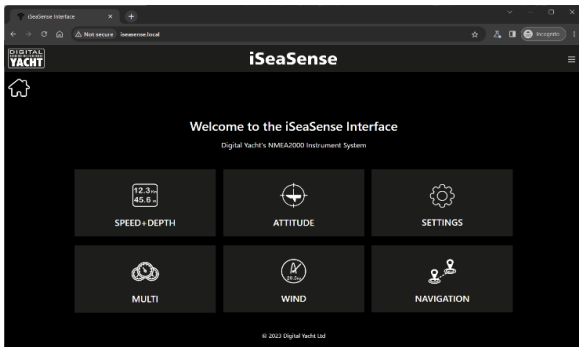 iSeaSense Interface
Not secure iseasense.local
Incognito
DIGITAL
YACHT
iSeaSense
Welcome to the iSeaSense Interface
Digital Yacht's NMEA2000 Instrument System
12.3
45.6
SPEED+DEPTH
ATTITUDE
SETTINGS
MULTI
WIND
NAVIGATION
© 2023 Digital Yacht Ltd